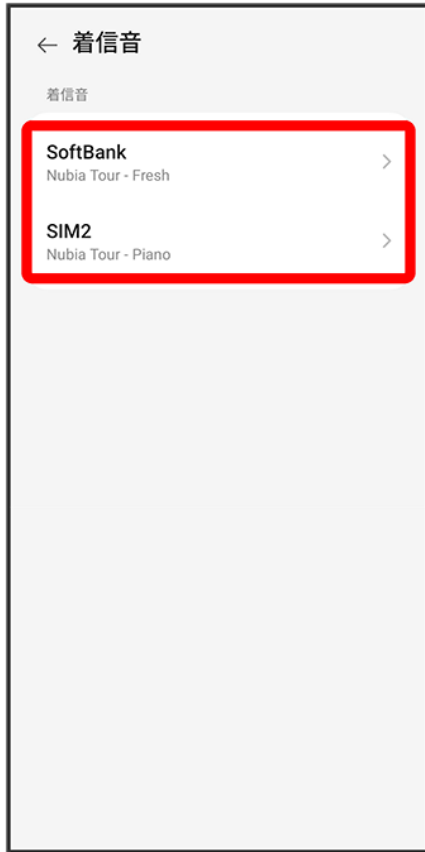 着信音
着信音
SoftBank
Nubia Tour - Fresh
SIM2
Nubia Tour - Piano